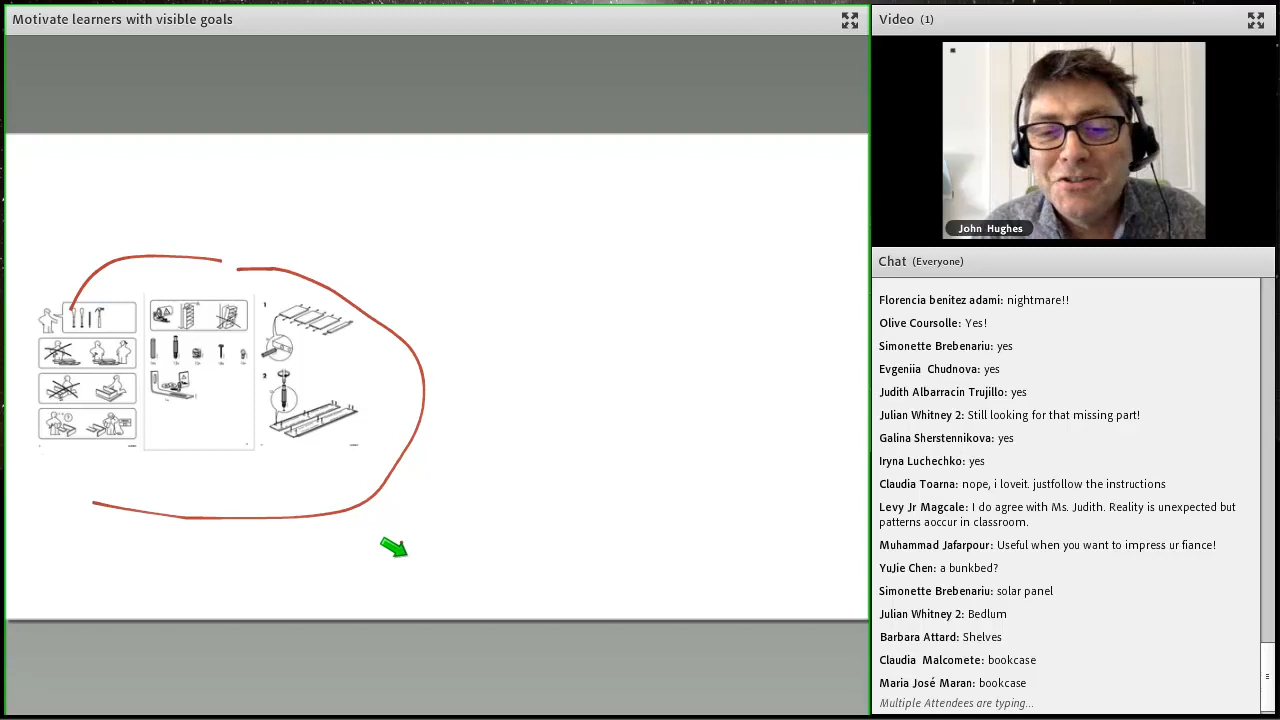 Motivate learners with visible goals
Video (1)
John Hughes
Chat (Everyone)
Florencia benitez adami: nightmare!!
Olive Coursolle: Yes!
Simonette Brebenariu: yes
Evgeniia Chudnova: yes
Judith Albarracin Trujillo: yes
Julian Whitney 2: Still looking for that missing part!
Galina Sherstennikova: yes
Iryna Luchechko: yes
Claudia Toarna: nope, i loveit. justfollow the instructions
Levy Jr Magcale: I do agree with Ms. Judith. Reality is unexpected but
patterns aoccur in classroom.
Muhammad Jafarpour: Useful when you want to impress ur fiance!
YuJie Chen: a bunkbed?
Simonette Brebenariu: solar panel
Julian Whitney 2: Bedlum
Barbara Attard: Shelves
Claudia Malcomete: bookcase
Maria José Maran: bookcase
Multiple Attendees are typing...
1
2